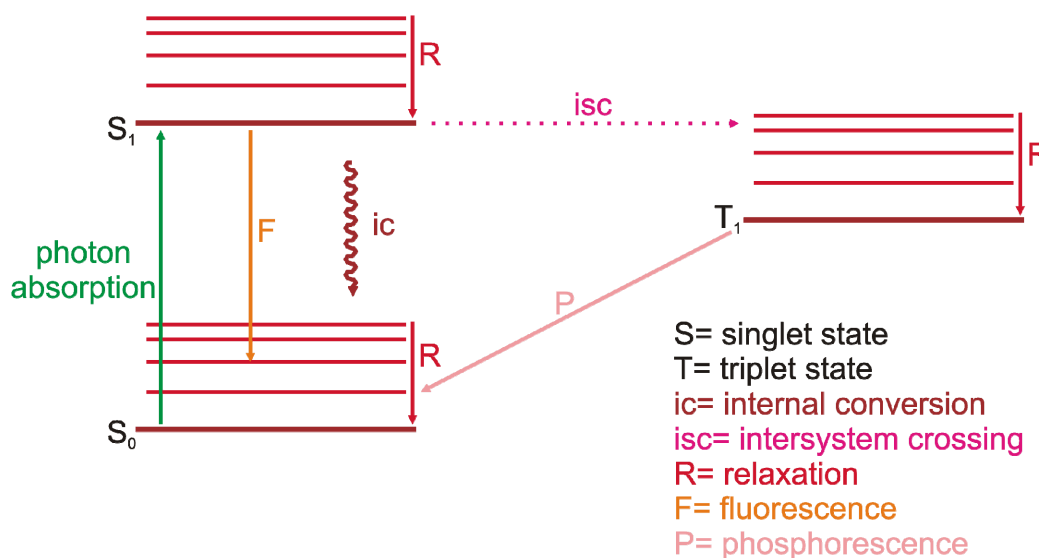 R
isc
S₁
R
T₁
F
ic
photon
absorption
P
R
S₀
S= singlet state
T= triplet state
ic= internal conversion
isc= intersystem crossing
R= relaxation
F= fluorescence
P= phosphorescence